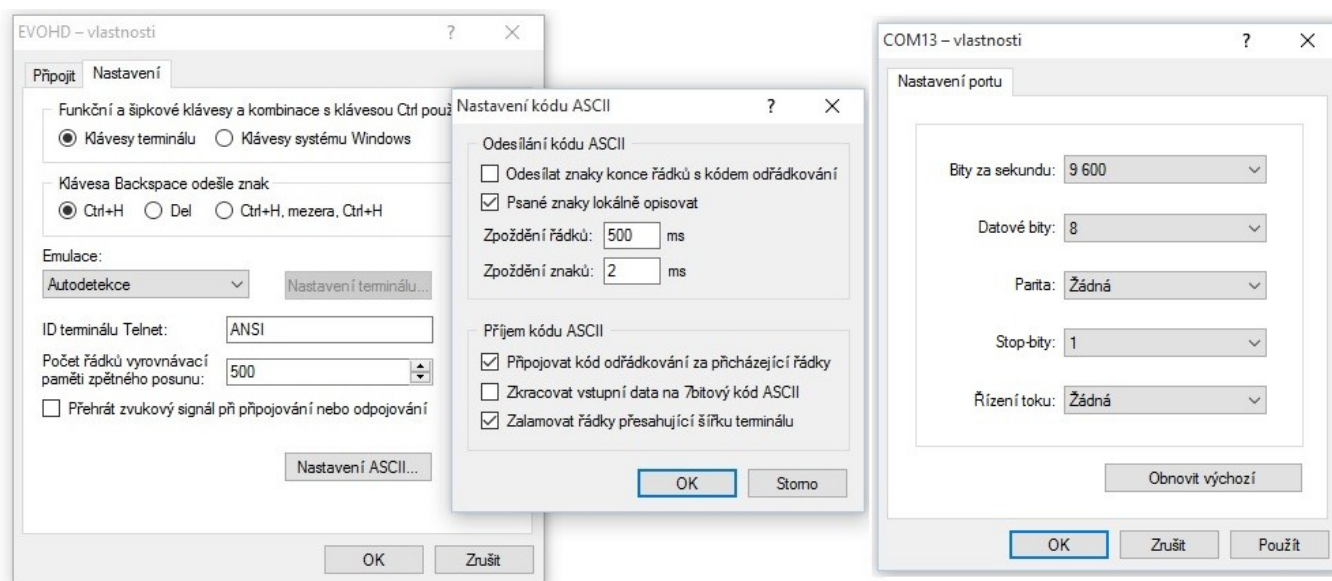 EVOHD – vlastnosti
?
Připojit
Nastavení
Funkční a šipkové klávesy a kombinace s klávesou Ctrl použ
Klávesy terminálu
Klávesy systému Windows
Klávesa Backspace odešle znak
Ctrl+H
Del
Ctrl+H, mezera, Ctrl+H
Emulace:
Autodetekce
Nastavení terminálu...
ID terminálu Telnet:
ANSI
Počet řádků vyrovnávací
paměti zpětného posunu:
500
Přehrát zvukový signál při připojování nebo odpojování
Nastavení ASCII...
OK
Zrušit
Nastavení kódu ASCII
?
Odesílání kódu ASCII
Odesílat znaky konce řádků s kódem odřádkování
Psané znaky lokálně opisovat
Zpoždění řádků: 500 ms
Zpoždění znaků: 2 ms
Příjem kódu ASCII
Připojovat kód odřádkování za přicházející řádky
Zkracovat vstupní data na 7bitový kód ASCII
Zalamovat řádky přesahující šířku terminálu
OK
Storno
COM13 – vlastnosti
?
Nastavení portu
Bity za sekundu: 9 600
Datové bity: 8
Parita: Žádná
Stop-bity: 1
Řízení toku: Žádná
Obnovit výchozí
OK
Zrušit
Použít